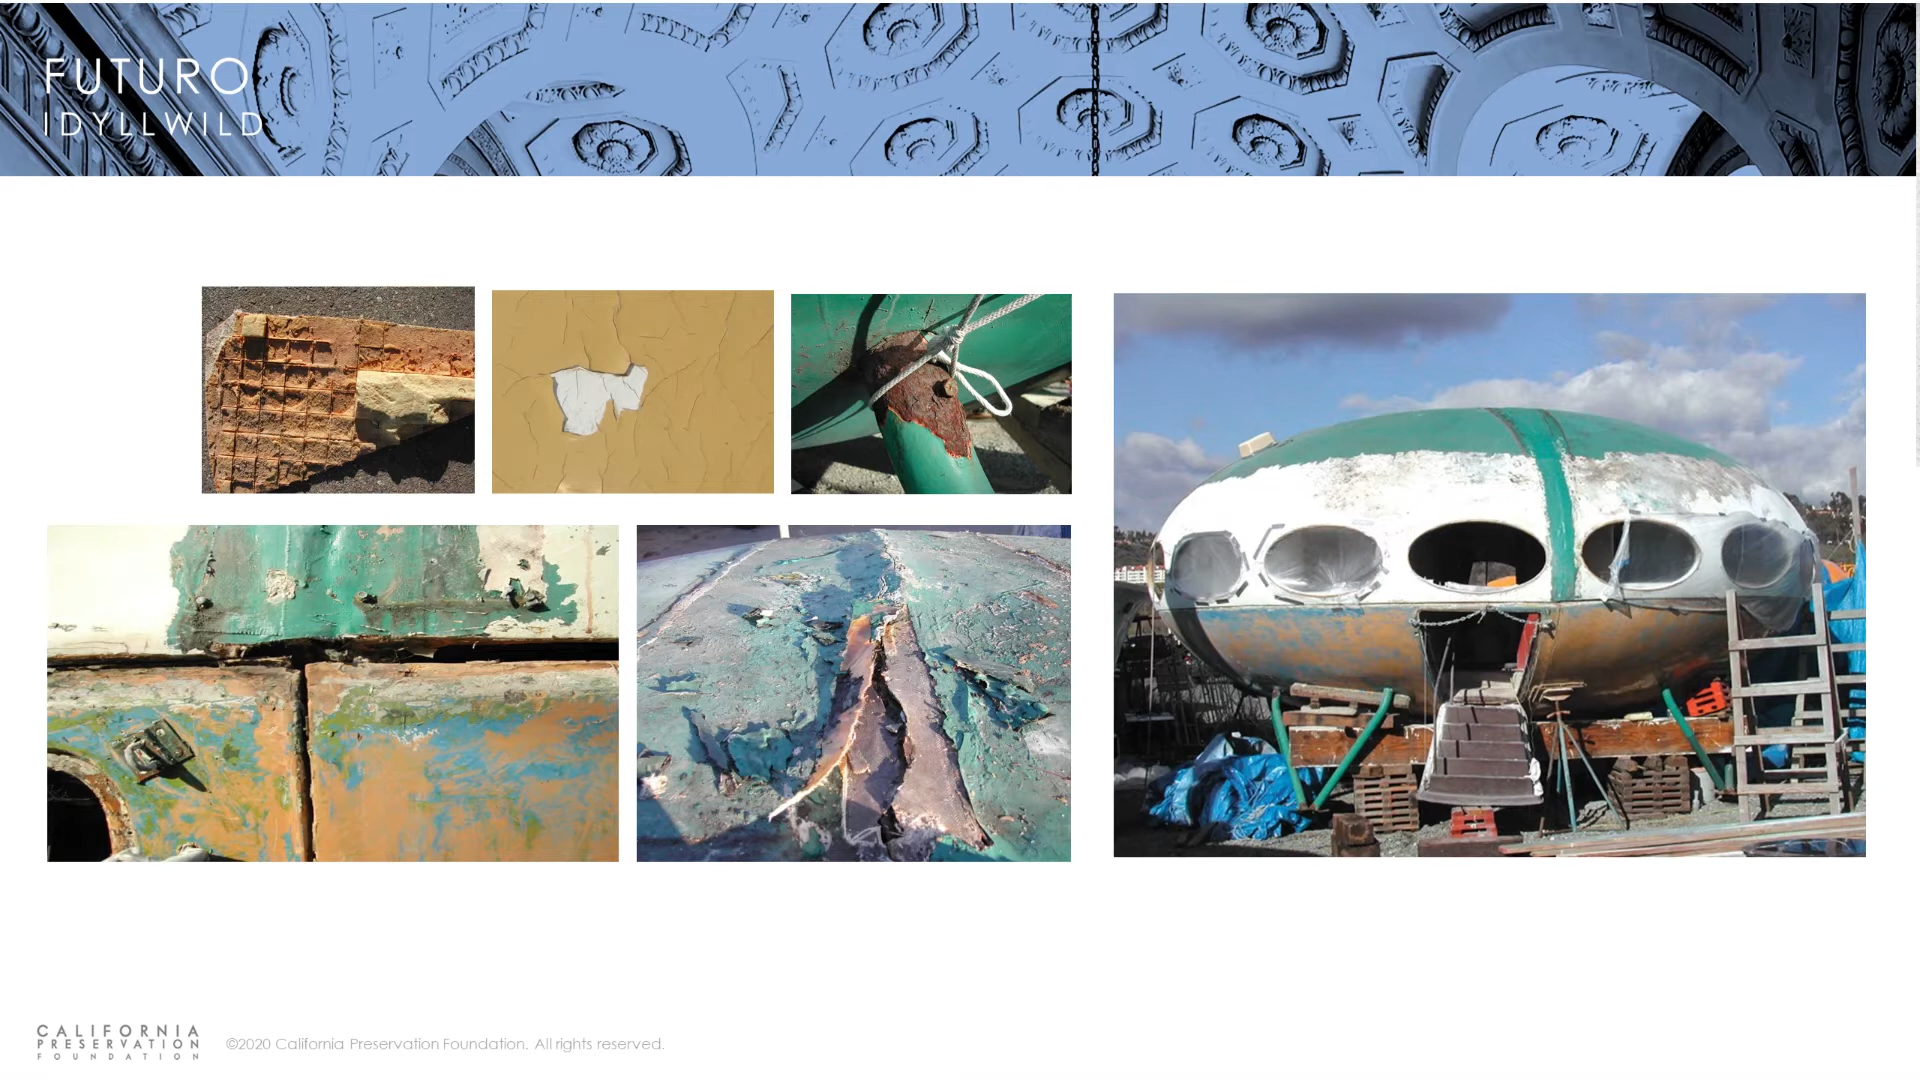 FUTURO
IDYLLWILD
CALIFORNIA
PRESERVATION
FOUNDATION
©2020 California Preservation Foundation. All rights reserved.